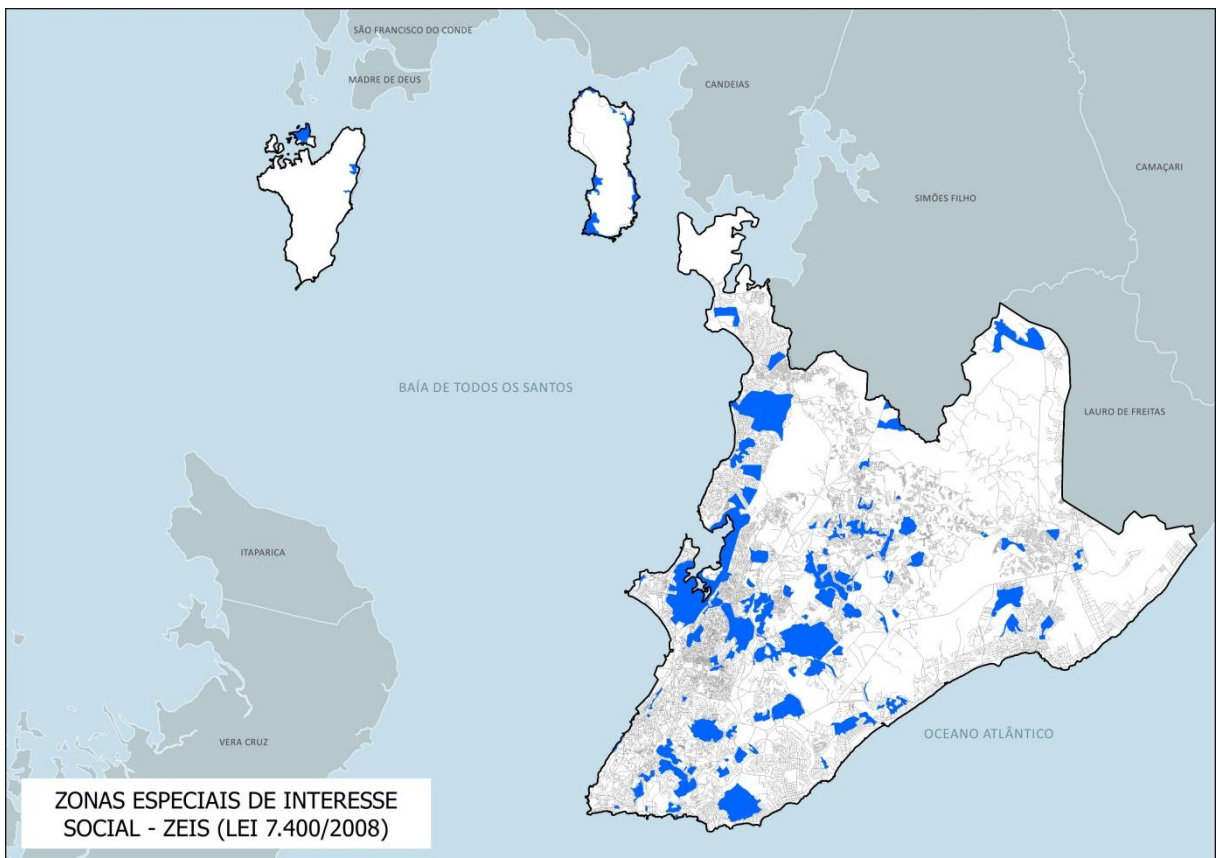 SÃO FRANCISCO DO CONDE
MADRE DE DEUS
CANDEIAS
CAMAÇARI
SIMÕES FILHO
BAÍA DE TODOS OS SANTOS
LAURO DE FREITAS
ITAPARICA
OCEANO ATLÂNTICO
VERA CRUZ
ZONAS ESPECIAIS DE INTERESSE
SOCIAL - ZEIS (LEI 7.400/2008)